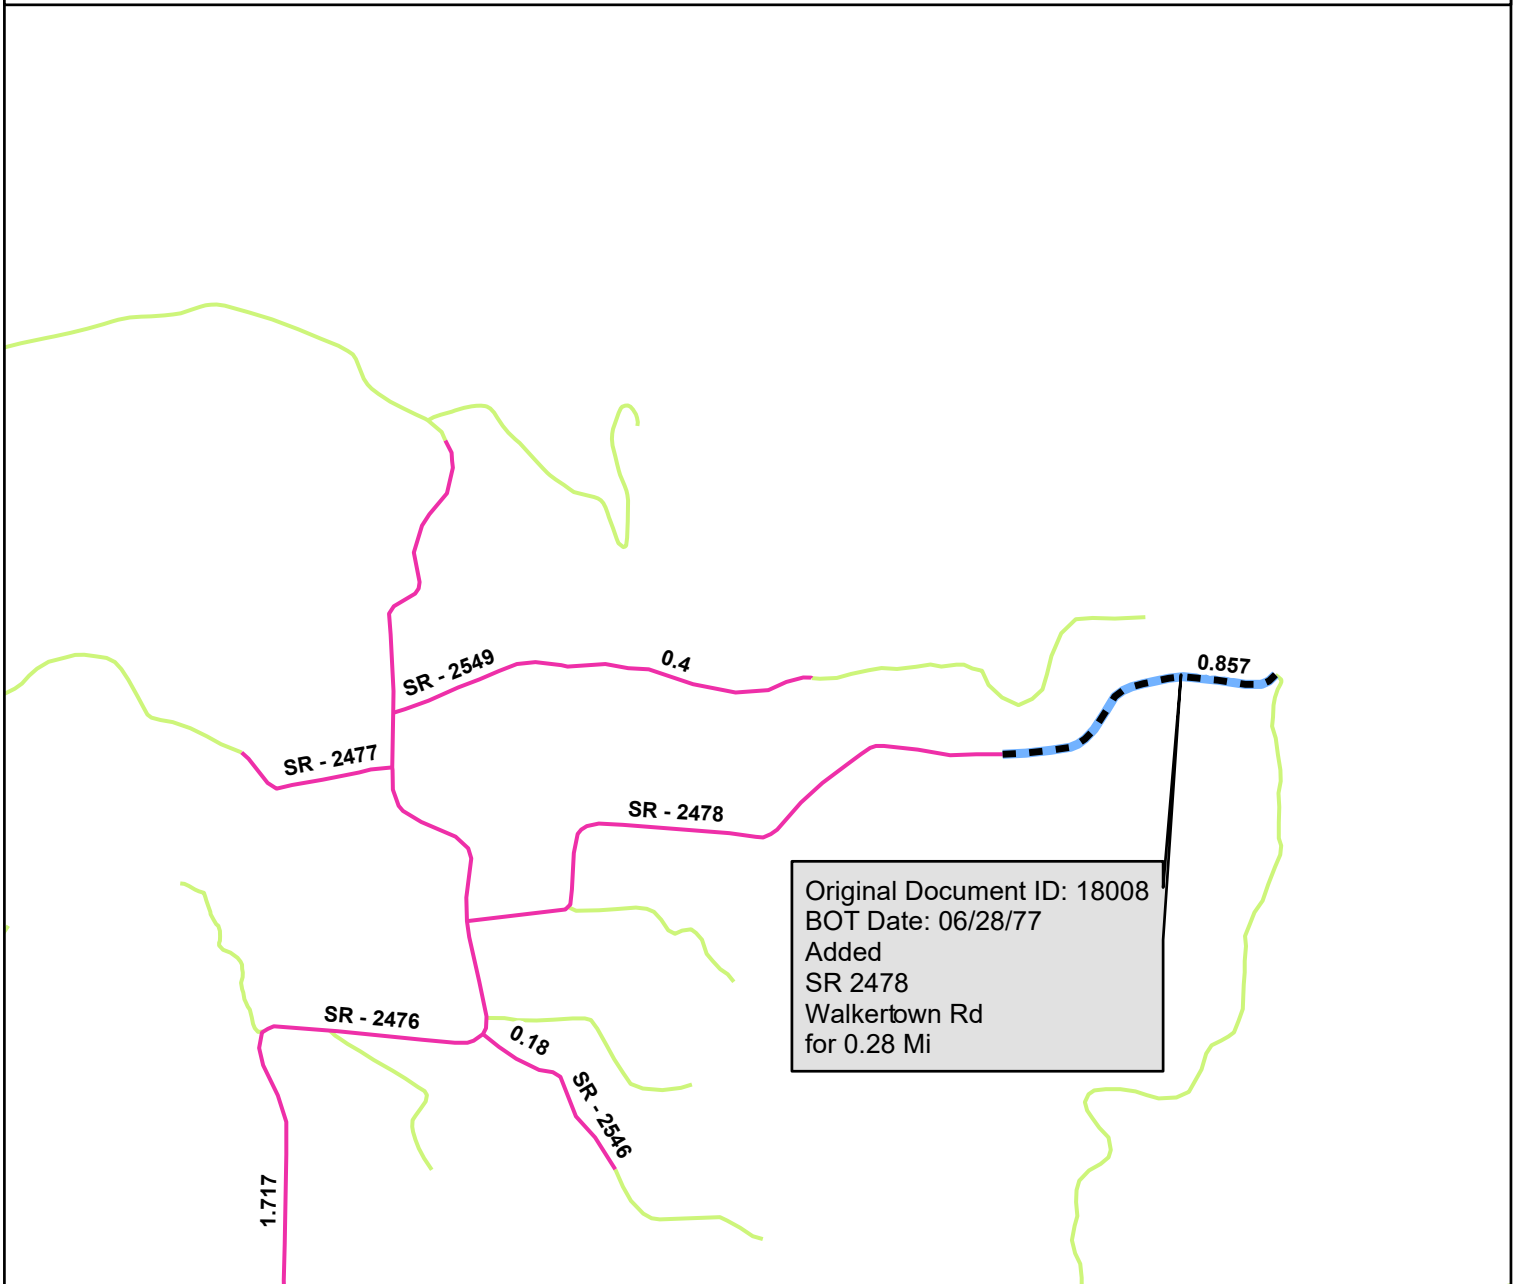 SR - 2549
0.4
0.857
SR - 2477
SR - 2478
Original Document ID: 18008
BOT Date: 06/28/77
Added
SR 2478
Walkertown Rd
for 0.28 Mi
SR - 2476
0.18
SR - 2546
1.717